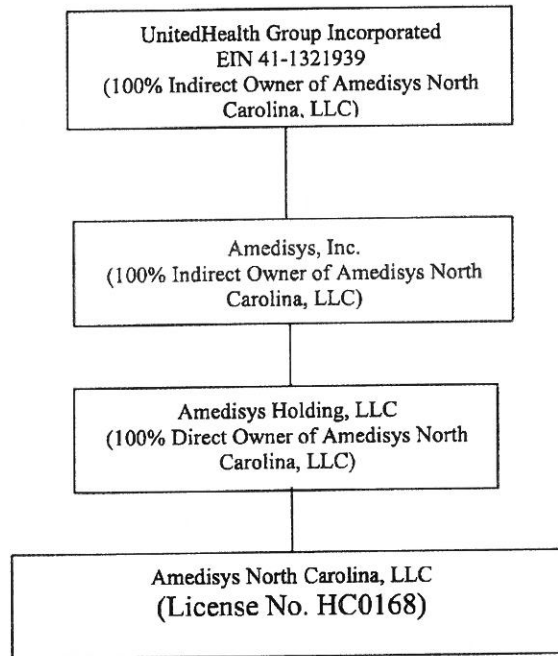 UnitedHealth Group Incorporated
EIN 41-1321939
(100% Indirect Owner of Amedisys North
Carolina, LLC)
Amedisys, Inc.
(100% Indirect Owner of Amedisys North
Carolina, LLC)
Amedisys Holding, LLC
(100% Direct Owner of Amedisys North
Carolina, LLC)
Amedisys North Carolina, LLC
(License No. HC0168)